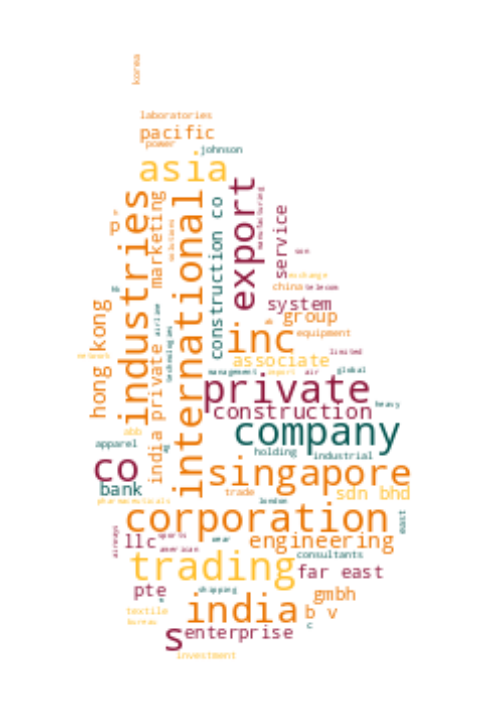 korea
laboratories
pacific
power
johnson
asia
industries
international
marketing
solutions
construction co
export
manufacturing
service
son
exchange
china
telecom
system
group
hong kong
india private
airline
technologies
inc
equipment
network
associate
limited
management
import
air
global
private
construction
heavy
company
abb
apparel
ag
holding
industrial
co
bank
singapore
sdn bhd
pharmaceuticals
trade
london
corporation
east
airways
llc
sports
american
wear
engineering
consultants
trading
far east
pte
shipping
gmbh
textile
india
b v
bureau
c
s
enterprise
investment